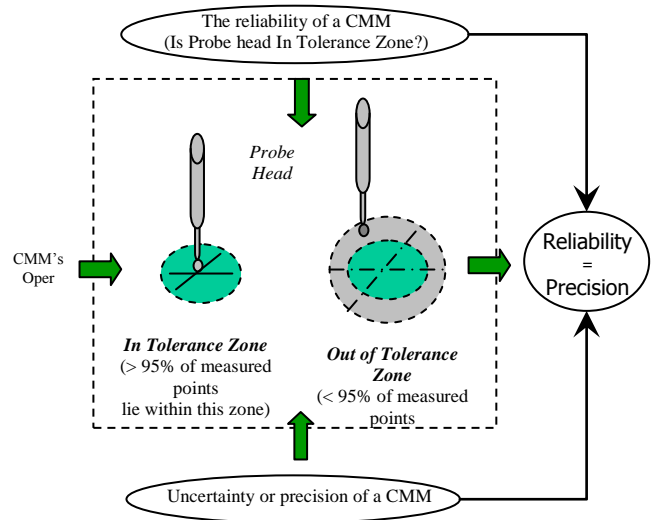 The reliability of a CMM
(Is Probe head In Tolerance Zone?)
Probe
Head
CMM's
Oper
Reliability
=
Precision
In Tolerance Zone
(> 95% of measured
points
lie within this zone)
Out of Tolerance
Zone
(< 95% of measured
points
Uncertainty or precision of a CMM